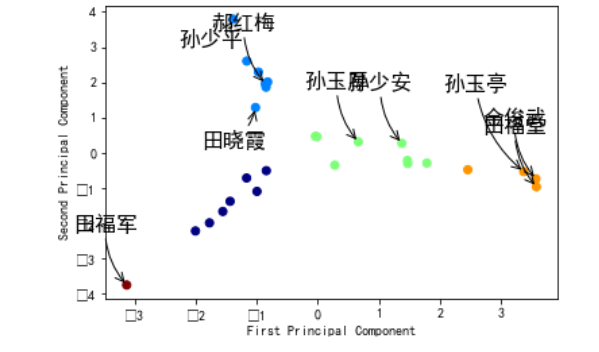 4
郝红梅
孙少平
3
2
孙玉厚 孙少安 孙玉亭
1
金俊武
田福堂
田晓霞
0
□1
田福军
□3
□4
□3 □2 □1 0 1 2 3
First Principal Component
Second Principal Component